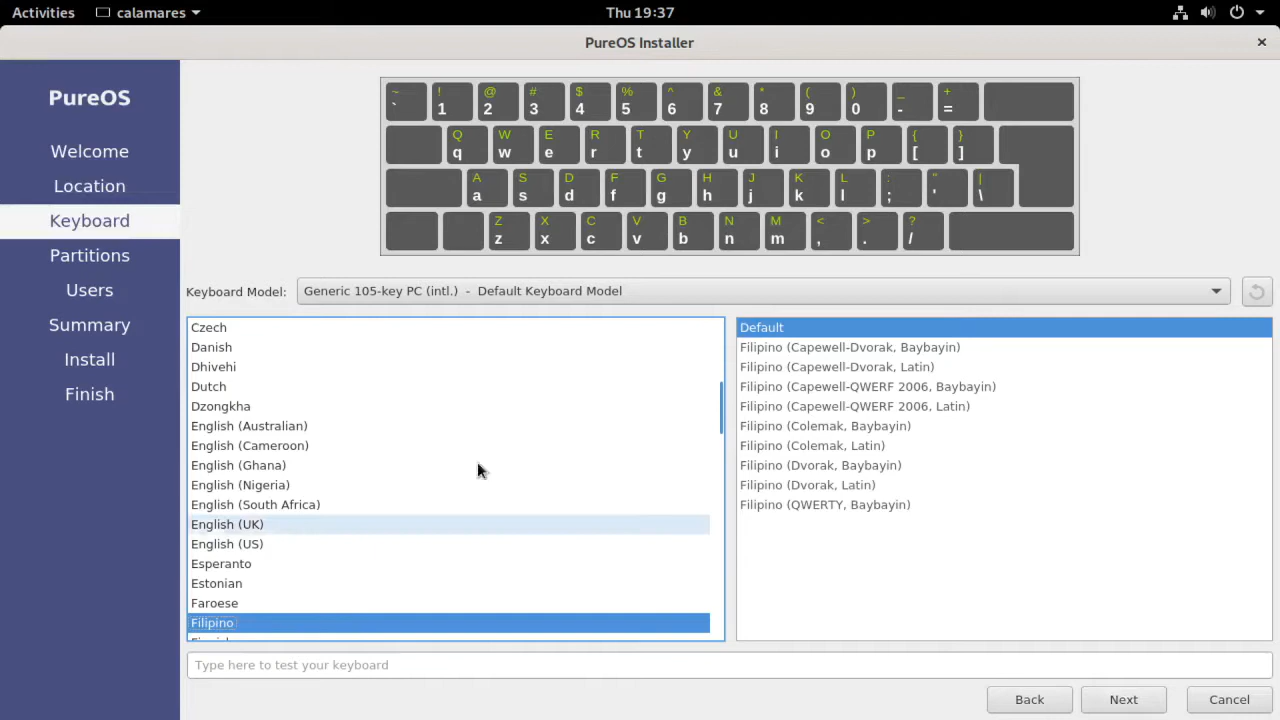 Activities calamares Thu 19:37
PureOS Installer ×
PureOS
Welcome
Location
Keyboard
Partitions
Users
Summary
Install
Finish
~ ! @ # $ % ^ & * ( ) _ +
` 1 2 3 4 5 6 7 8 9 0 - =
Q W E R T Y U I O P { }
q w e r t y u i o p [ ]
A S D F G H J K L : " |
a s d f g h j k l ; ' \
Z X C V B N M < > ?
z x c v b n m , . /
Keyboard Model: Generic 105-key PC (intl.) - Default Keyboard Model
Czech
Danish
Dhivehi
Dutch
Dzongkha
English (Australian)
English (Cameroon)
English (Ghana)
English (Nigeria)
English (South Africa)
English (UK)
English (US)
Esperanto
Estonian
Faroese
Filipino
Default
Filipino (Capewell-Dvorak, Baybayin)
Filipino (Capewell-Dvorak, Latin)
Filipino (Capewell-QWERF 2006, Baybayin)
Filipino (Capewell-QWERF 2006, Latin)
Filipino (Colemak, Baybayin)
Filipino (Colemak, Latin)
Filipino (Dvorak, Baybayin)
Filipino (Dvorak, Latin)
Filipino (QWERTY, Baybayin)
Type here to test your keyboard
Back Next Cancel